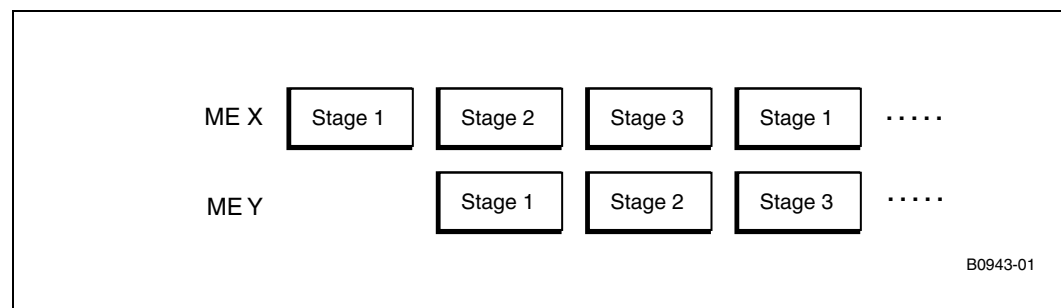 ME X Stage 1 Stage 2 Stage 3 Stage 1 .....
ME Y Stage 1 Stage 2 Stage 3 .....
B0943-01